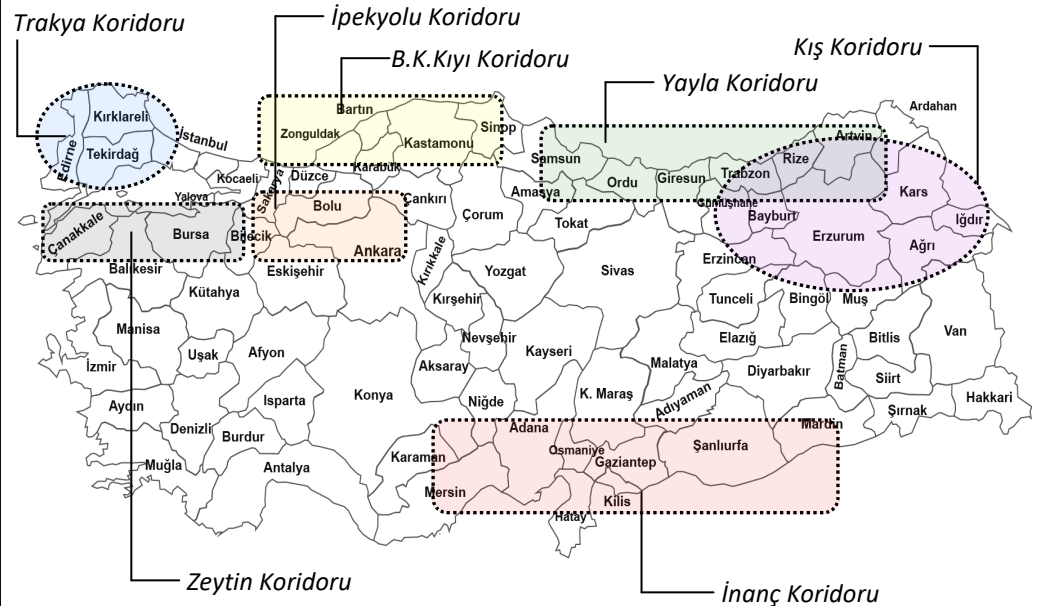 Trakya Koridoru
İpekyolu Koridoru
B.K.Kıyı Koridoru
Yayla Koridoru
Kış Koridoru
Ardahan
Kırklareli
Edirne
Tekirdağ
İstanbul
Bartın
Zonguldak
Kastamonu
Sinop
Karabük
Samsun
Artvin
Rize
Trabzon
Giresun
Ordu
Amasya
Gümüşhane
Kars
Iğdır
Ağrı
Bayburt
Erzurum
Kocaeli
Yalova
Sakarya
Düzce
Bolu
Çankırı
Çorum
Tokat
Çanakkale
Bursa
Bilecik
Ankara
Balıkesir
Eskişehir
Kırıkkale
Yozgat
Sivas
Erzincan
Kütahya
Kırşehir
Tunceli
Bingöl
Muş
Manisa
Uşak
Afyon
Nevşehir
Kayseri
Elazığ
Bitlis
Van
İzmir
Aksaray
Malatya
Diyarbakır
Batman
Siirt
Aydın
Isparta
Konya
Niğde
K. Maraş
Adıyaman
Şırnak
Hakkari
Denizli
Burdur
Adana
Mardin
Muğla
Antalya
Karaman
Osmaniye
Gaziantep
Şanlıurfa
Mersin
Kilis
Hatay
Zeytin Koridoru
İnanç Koridoru